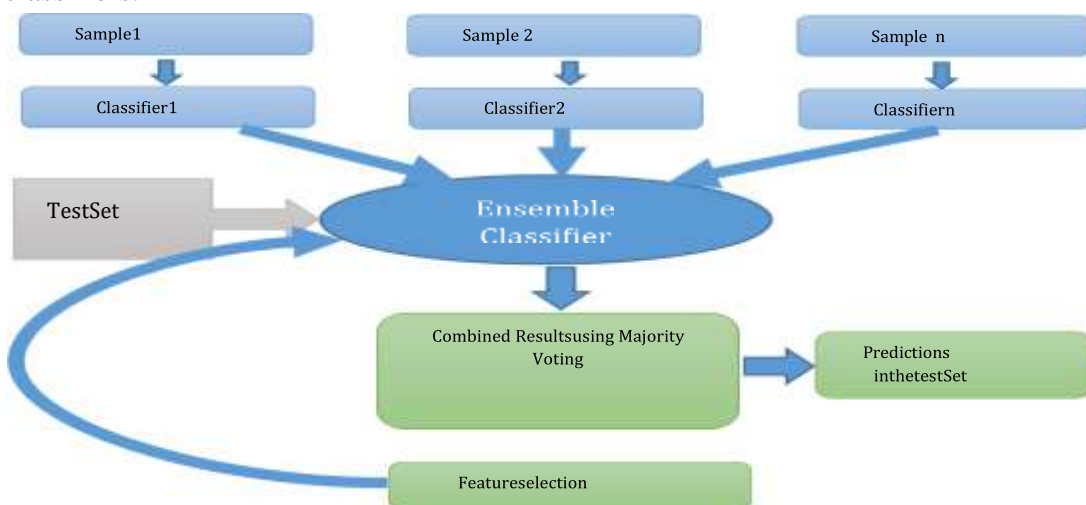 Sample1
Sample 2
Sample n
Classifier1
Classifier2
Classifiern
TestSet
Ensemble
Classifier
Combined Resultsusing Majority
Voting
Predictions
inthetestSet
Featureselection